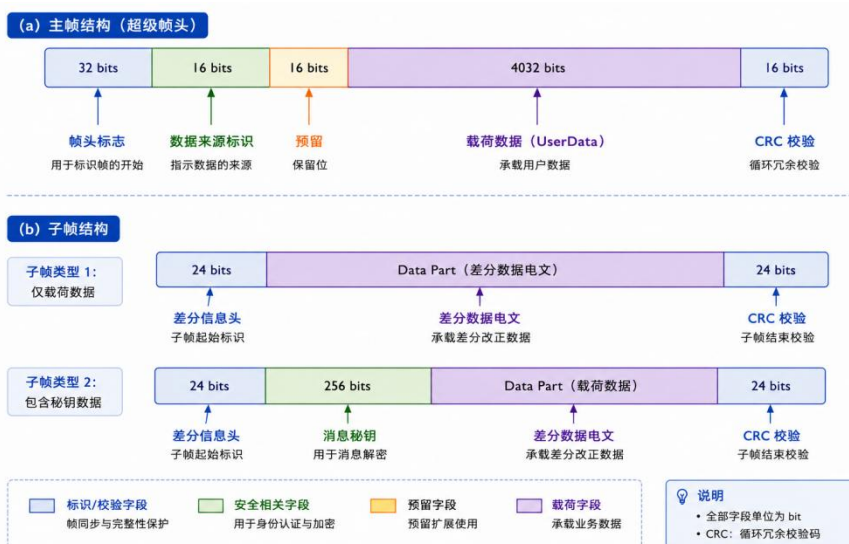 (a) 主帧结构（超级帧头）
32 bits 16 bits 16 bits 4032 bits 16 bits
帧头标志 数据来源标识 预留 载荷数据（UserData） CRC 校验
用于标识帧的开始 指示数据的来源 保留位 承载用户数据 循环冗余校验
(b) 子帧结构
子帧类型 1：
仅载荷数据
24 bits Data Part（差分数据电文） 24 bits
差分信息头 差分数据电文 CRC 校验
子帧起始标识 承载差分改正数据 子帧结束校验
子帧类型 2：
包含秘钥数据
24 bits 256 bits Data Part（载荷数据） 24 bits
差分信息头 消息秘钥 差分数据电文 CRC 校验
子帧起始标识 用于消息解密 承载差分改正数据 子帧结束校验
标识/校验字段 安全相关字段 预留字段 载荷字段
帧同步与完整性保护 用于身份认证与加密 预留扩展使用 承载业务数据
说明
• 全部字段单位为 bit
• CRC：循环冗余校验码